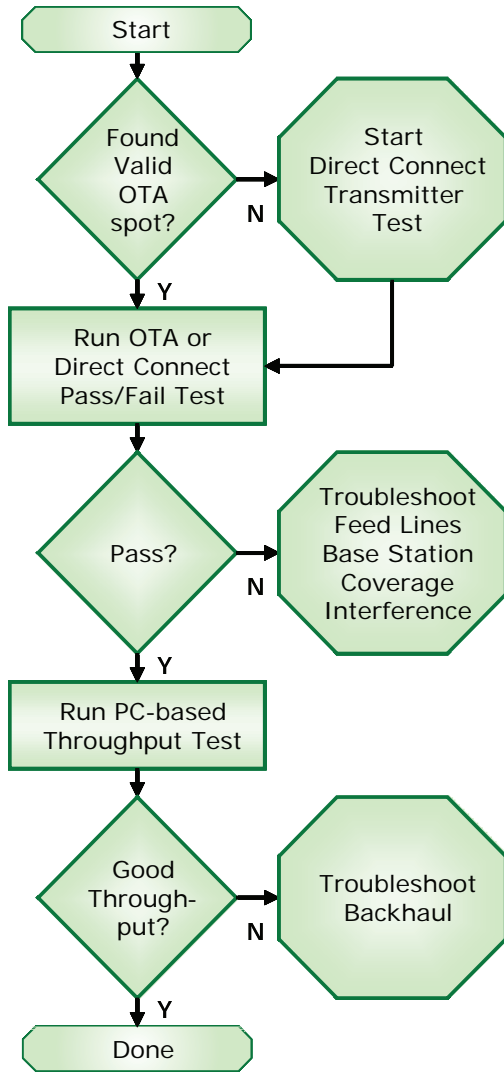 Start
Found
Valid
OTA
spot?
N
Start
Direct Connect
Transmitter
Test
Y
Run OTA or
Direct Connect
Pass/Fail Test
Pass?
N
Troubleshoot
Feed Lines
Base Station
Coverage
Interference
Y
Run PC-based
Throughput Test
Good
Through-
put?
N
Troubleshoot
Backhaul
Y
Done